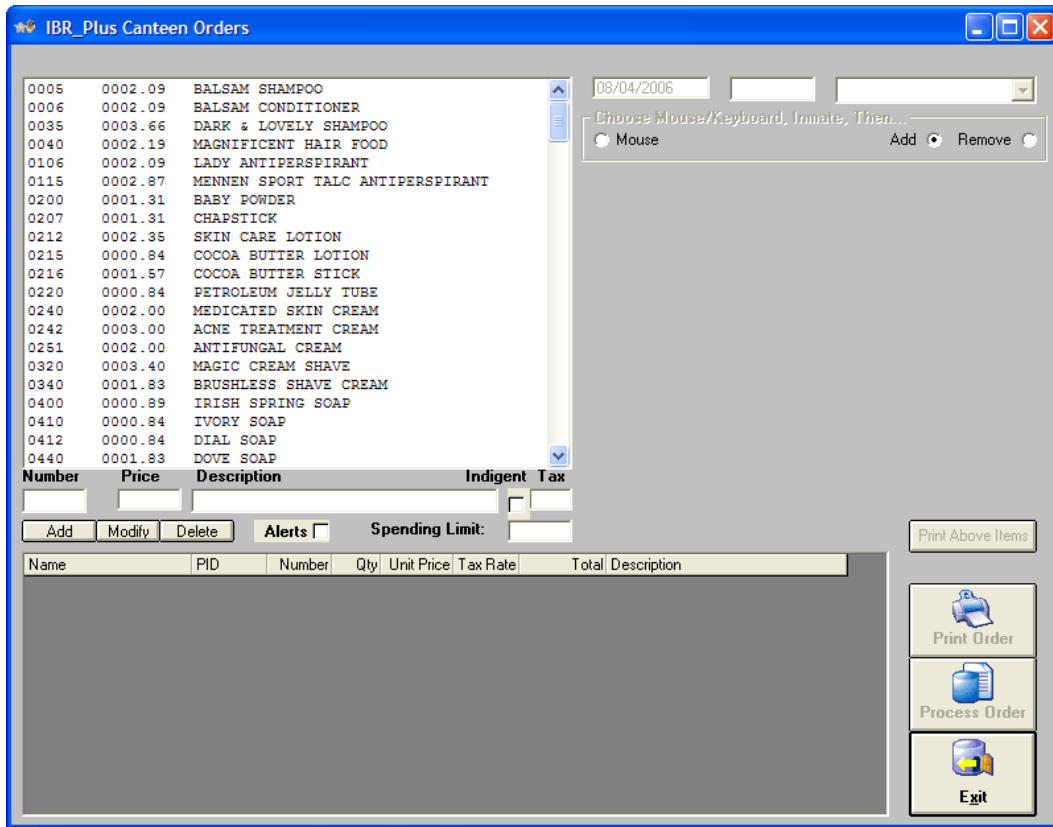 IBR_Plus Canteen Orders
0005 0002.09 BALSAM SHAMPOO
0006 0002.09 BALSAM CONDITIONER
0035 0003.66 DARK & LOVELY SHAMPOO
0040 0002.19 MAGNIFICENT HAIR FOOD
0106 0002.09 LADY ANTIPERSPIRANT
0115 0002.87 MENNEN SPORT TALC ANTIPERSPIRANT
0200 0001.31 BABY POWDER
0207 0001.31 CHAPSTICK
0212 0002.35 SKIN CARE LOTION
0215 0000.84 COCOA BUTTER LOTION
0216 0001.57 COCOA BUTTER STICK
0220 0000.84 PETROLEUM JELLY TUBE
0240 0002.00 MEDICATED SKIN CREAM
0242 0003.00 ACNE TREATMENT CREAM
0251 0002.00 ANTIFUNGAL CREAM
0320 0003.40 MAGIC CREAM SHAVE
0340 0001.83 BRUSHLESS SHAVE CREAM
0400 0000.89 IRISH SPRING SOAP
0410 0000.84 IVORY SOAP
0412 0000.84 DIAL SOAP
0440 0001.83 DOVE SOAP
08/04/2006
Choose Mouse/Keyboard, Inmate, Then...
Mouse Add Remove
Number Price Description Indigent Tax
Add Modify Delete Alerts Spending Limit:
Print Above Items
Name PID Number Qty Unit Price Tax Rate Total Description
Print Order
Process Order
Exit